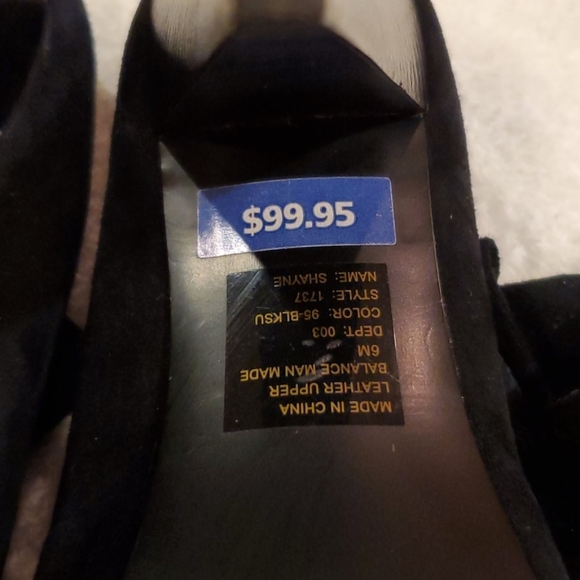 $99.95
MADE IN CHINA
LEATHER UPPER
BALANCE MAN MADE
6M
DEPT: 003
COLOR: 95-BLKSU
STYLE: 1737
NAME: SHAYNE